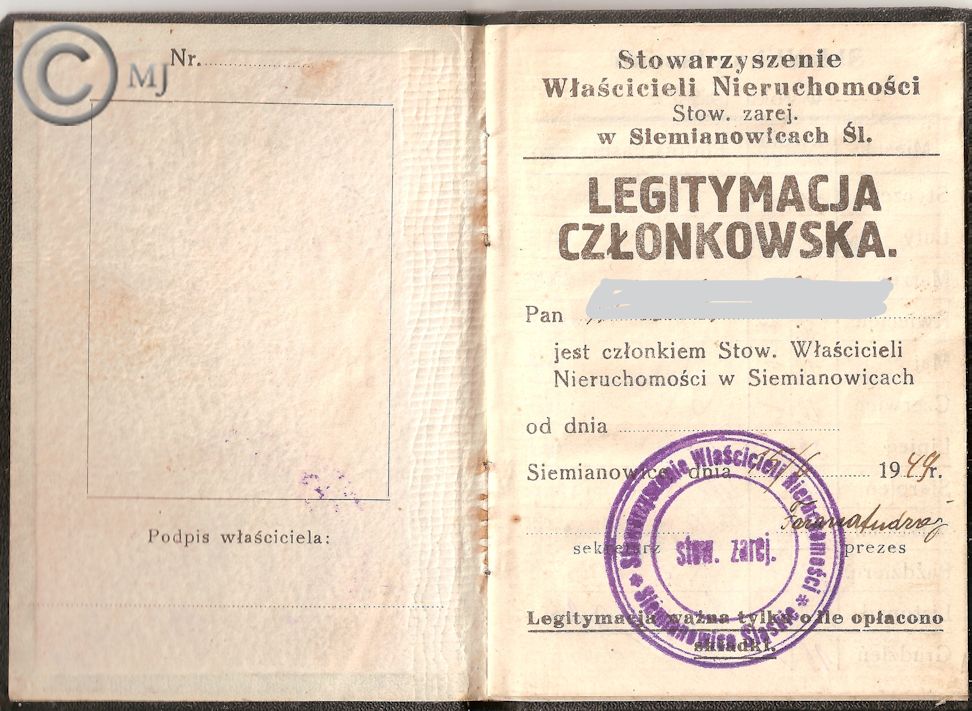 © MJ
Nr.
Podpis właściciela:
Stowarzyszenie
Właścicieli Nieruchomości
Stow. zarej.
w Siemianowicach Śl.
LEGITYMACJA
CZŁONKOWSKA.
Pan
jest członkiem Stow. Właścicieli
Nieruchomości w Siemianowicach
od dnia
Siemianowice, dnia 1949r.
sekretarz prezes
Stowarzyszenie Właścicieli Nieruchomości
stow. zarej.
* Siemianowice Śląskie *
Legitymacja ważna tylko o ile opłacono
składki.